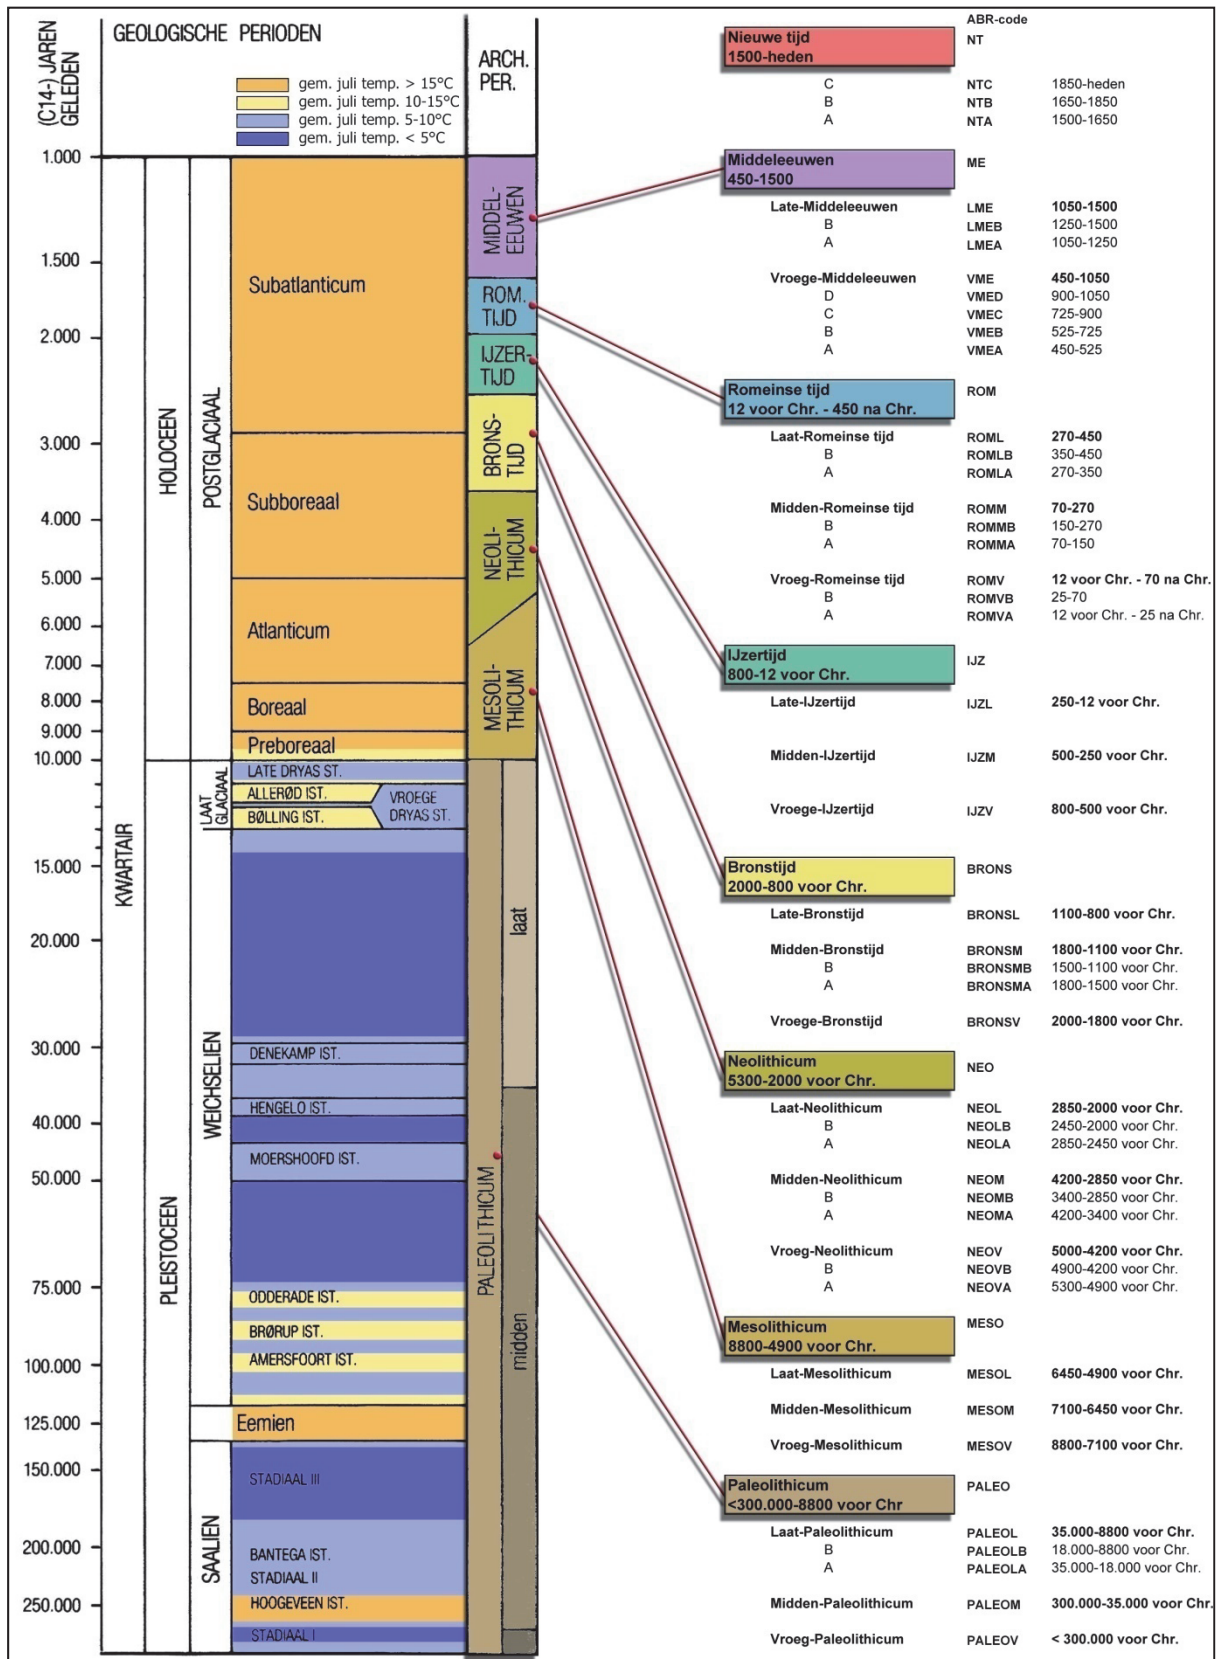 (C14-) JAREN
GELEDEN
GEOLOGISCHE PERIODEN
gem. juli temp. > 15°C
gem. juli temp. 10-15°C
gem. juli temp. 5-10°C
gem. juli temp. < 5°C
ARCH.
PER.
1.000
1.500
2.000
3.000
4.000
5.000
6.000
7.000
8.000
9.000
10.000
15.000
20.000
30.000
40.000
50.000
75.000
100.000
125.000
150.000
200.000
250.000
KWARTAIR
HOLOCEEN
PLEISTOCEEN
POSTGLACIAAL
LAAT
GLACIAAL
WEICHSELIEN
SAALIEN
Subatlanticum
Subboreaal
Atlanticum
Boreaal
Preboreaal
LATE DRYAS ST.
ALLERØD IST.
VROEGE
DRYAS ST.
BØLLING IST.
DENEKAMP IST.
HENGELO IST.
MOERSHOOFD IST.
ODDERADE IST.
BRØRUP IST.
AMERSFOORT IST.
Eemien
STADIAAL III
BANTEGA IST.
STADIAAL II
HOOGEVEEN IST.
STADIAAL I
MIDDEL-
EEUWEN
ROM.
TIJD
IJZER-
TIJD
BRONS-
TIJD
NEOLI-
THICUM
MESOLI-
THICUM
PALEOLITHICUM
laat
midden
ABR-code
Nieuwe tijd NT
1500-heden
C NTC 1850-heden
B NTB 1650-1850
A NTA 1500-1650
Middeleeuwen ME
450-1500
Late-Middeleeuwen LME 1050-1500
B LMEB 1250-1500
A LMEA 1050-1250
Vroege-Middeleeuwen VME 450-1050
D VMED 900-1050
C VMEC 725-900
B VMEB 525-725
A VMEA 450-525
Romeinse tijd ROM
12 voor Chr. - 450 na Chr.
Laat-Romeinse tijd ROML 270-450
B ROMLB 350-450
A ROMLA 270-350
Midden-Romeinse tijd ROMM 70-270
B ROMMB 150-270
A ROMMA 70-150
Vroeg-Romeinse tijd ROMV 12 voor Chr. - 70 na Chr.
B ROMVB 25-70
A ROMVA 12 voor Chr. - 25 na Chr.
IJzertijd IJZ
800-12 voor Chr.
Late-IJzertijd IJZL 250-12 voor Chr.
Midden-IJzertijd IJZM 500-250 voor Chr.
Vroege-IJzertijd IJZV 800-500 voor Chr.
Bronstijd BRONS
2000-800 voor Chr.
Late-Bronstijd BRONSL 1100-800 voor Chr.
Midden-Bronstijd BRONSM 1800-1100 voor Chr.
B BRONSMB 1500-1100 voor Chr.
A BRONSMA 1800-1500 voor Chr.
Vroege-Bronstijd BRONSV 2000-1800 voor Chr.
Neolithicum NEO
5300-2000 voor Chr.
Laat-Neolithicum NEOL 2850-2000 voor Chr.
B NEOLB 2450-2000 voor Chr.
A NEOLA 2850-2450 voor Chr.
Midden-Neolithicum NEOM 4200-2850 voor Chr.
B NEOMB 3400-2850 voor Chr.
A NEOMA 4200-3400 voor Chr.
Vroeg-Neolithicum NEOV 5000-4200 voor Chr.
B NEOVB 4900-4200 voor Chr.
A NEOVA 5300-4900 voor Chr.
Mesolithicum MESO
8800-4900 voor Chr.
Laat-Mesolithicum MESOL 6450-4900 voor Chr.
Midden-Mesolithicum MESOM 7100-6450 voor Chr.
Vroeg-Mesolithicum MESOV 8800-7100 voor Chr.
Paleolithicum PALEO
<300.000-8800 voor Chr
Laat-Paleolithicum PALEOL 35.000-8800 voor Chr.
B PALEOLB 18.000-8800 voor Chr.
A PALEOLA 35.000-18.000 voor Chr.
Midden-Paleolithicum PALEOM 300.000-35.000 voor Chr.
Vroeg-Paleolithicum PALEOV < 300.000 voor Chr.